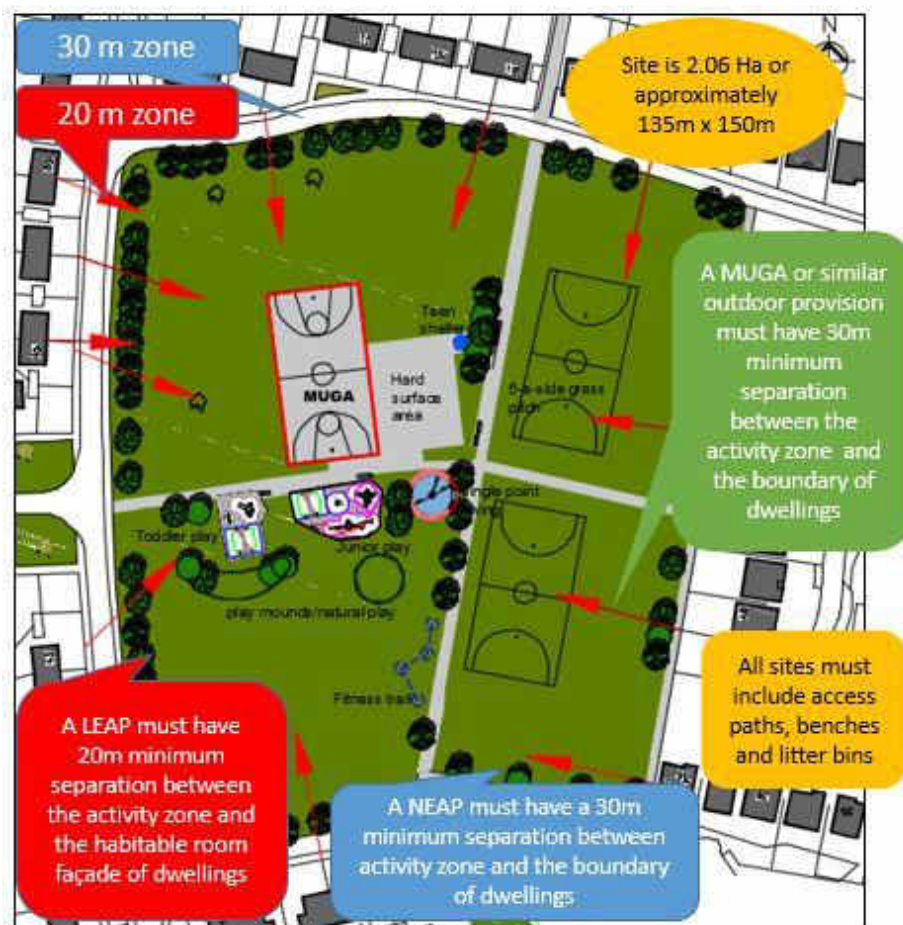 30 m zone
20 m zone
Site is 2.06 Ha or
approximately
135m x 150m
A MUGA or similar
outdoor provision
must have 30m
minimum
separation
between the
activity zone and
the boundary of
dwellings
Teen
shelter
MUGA
Hard
surface
area
5-a-side grass
pitch
Toddler play
Junior play
play mounds/natural play
Fitness trail
All sites must
include access
paths, benches
and litter bins
A LEAP must have
20m minimum
separation between
the activity zone and
the habitable room
façade of dwellings
A NEAP must have a 30m
minimum separation between
activity zone and the boundary
of dwellings